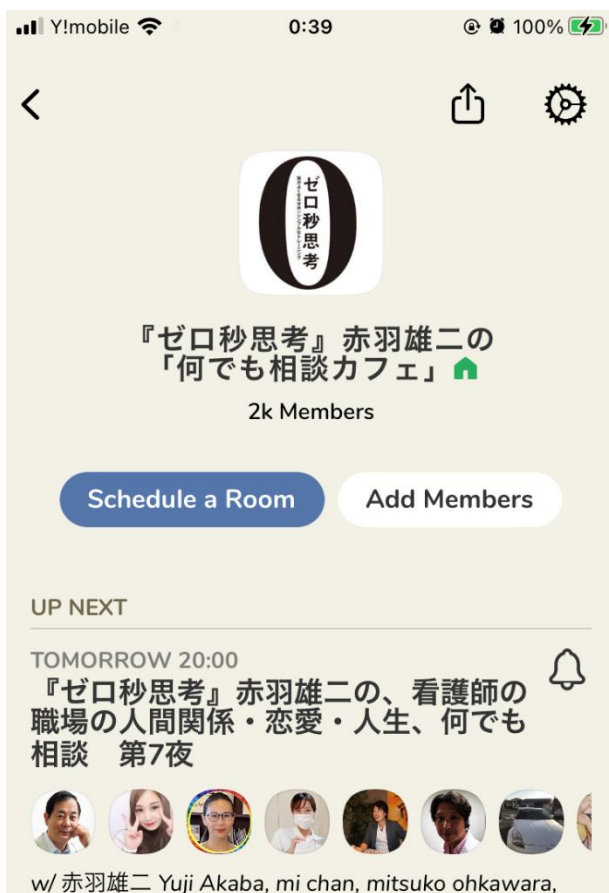 Y!mobile
0:39
100%
ゼロ秒思考
『ゼロ秒思考』赤羽雄二の
「何でも相談カフェ」
2k Members
Schedule a Room
Add Members
UP NEXT
TOMORROW 20:00
『ゼロ秒思考』赤羽雄二の、看護師の
職場の人間関係・恋愛・人生、何でも
相談　第7夜
w/ 赤羽雄二 Yuji Akaba, mi chan, mitsuko ohkawara,